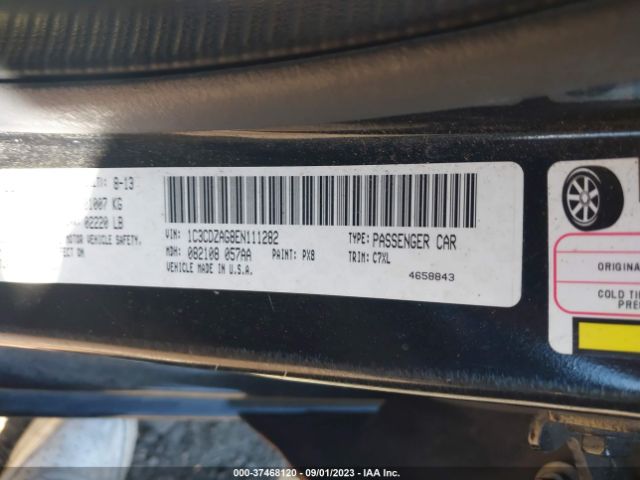 8-13
1007 KG
02220 LB
MOTOR VEHICLE SAFETY.
VIN: 1C3CDZAG8EN111282
TYPE: PASSENGER CAR
MDH: 082108 057AA
PAINT: PX8
TRIM: C7XL
VEHICLE MADE IN U.S.A.
4658843
ORIGINA
COLD TI
PRE
000-37468120 - 09/01/2023 - IAA Inc.